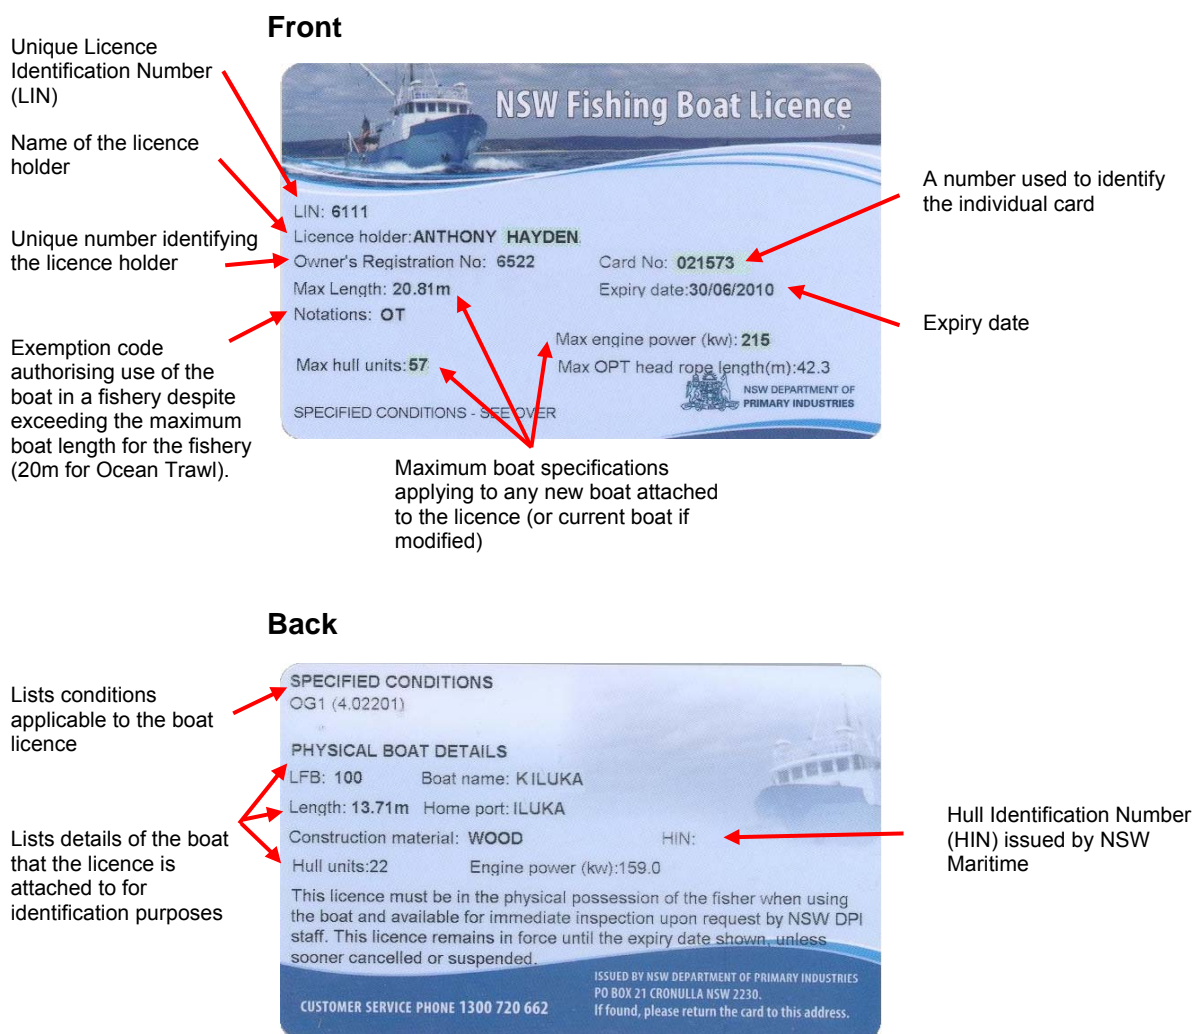 Front
Unique Licence
Identification Number
(LIN)
Name of the licence
holder
Unique number identifying
the licence holder
Exemption code
authorising use of the
boat in a fishery despite
exceeding the maximum
boat length for the fishery
(20m for Ocean Trawl).
NSW Fishing Boat Licence
LIN: 6111
Licence holder: ANTHONY HAYDEN
Owner's Registration No: 6522 Card No: 021573
Max Length: 20.81m Expiry date:30/06/2010
Notations: OT
Max engine power (kw): 215
Max hull units: 57 Max OPT head rope length(m):42.3
NSW DEPARTMENT OF
PRIMARY INDUSTRIES
SPECIFIED CONDITIONS - SEE OVER
A number used to identify
the individual card
Expiry date
Maximum boat specifications
applying to any new boat attached
to the licence (or current boat if
modified)
Back
Lists conditions
applicable to the boat
licence
Lists details of the boat
that the licence is
attached to for
identification purposes
SPECIFIED CONDITIONS
OG1 (4.02201)
PHYSICAL BOAT DETAILS
LFB: 100 Boat name: KILUKA
Length: 13.71m Home port: ILUKA
Construction material: WOOD HIN:
Hull units:22 Engine power (kw):159.0
This licence must be in the physical possession of the fisher when using
the boat and available for immediate inspection upon request by NSW DPI
staff. This licence remains in force until the expiry date shown, unless
sooner cancelled or suspended.
CUSTOMER SERVICE PHONE 1300 720 662
ISSUED BY NSW DEPARTMENT OF PRIMARY INDUSTRIES
PO BOX 21 CRONULLA NSW 2230.
If found, please return the card to this address.
Hull Identification Number
(HIN) issued by NSW
Maritime